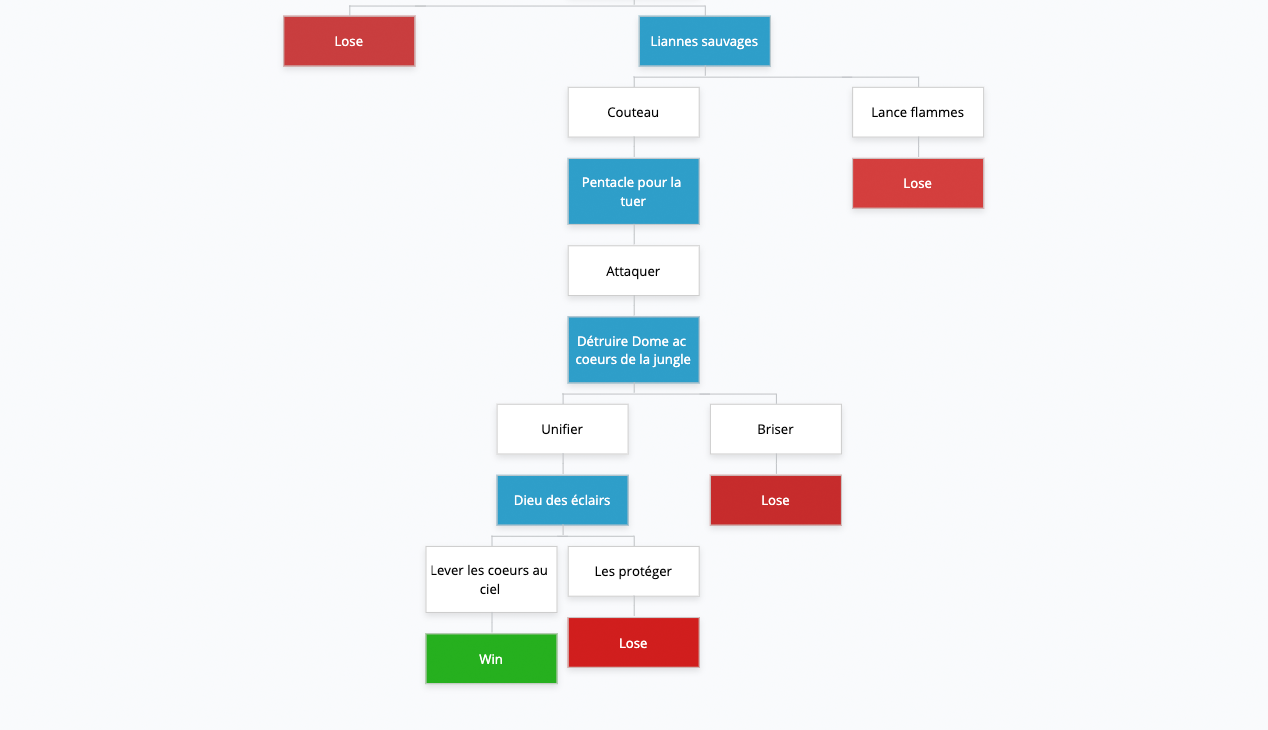 Lose
Liannes sauvages
Couteau
Lance flammes
Pentacle pour la
tuer
Lose
Attaquer
Détruire Dome ac
coeurs de la jungle
Unifier
Briser
Dieu des éclairs
Lose
Lever les coeurs au
ciel
Les protéger
Win
Lose